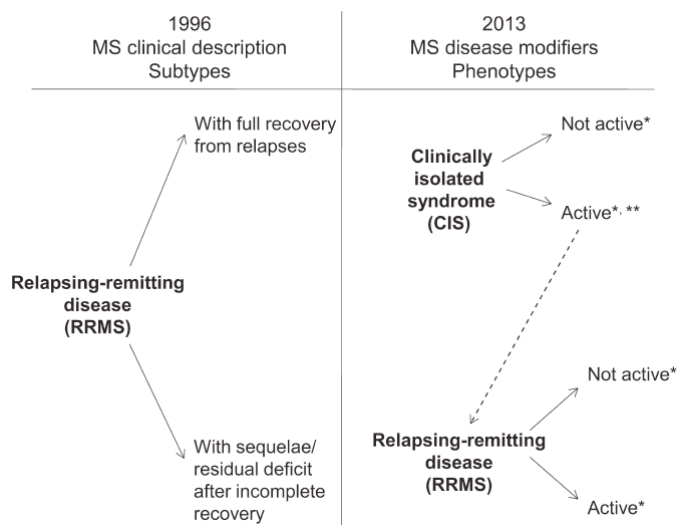 1996
MS clinical description
Subtypes
2013
MS disease modifiers
Phenotypes
With full recovery
from relapses
Relapsing-remitting
disease
(RRMS)
With sequelae/
residual deficit
after incomplete
recovery
Not active*
Clinically
isolated
syndrome
(CIS)
Active*, **
Not active*
Relapsing-remitting
disease
(RRMS)
Active*